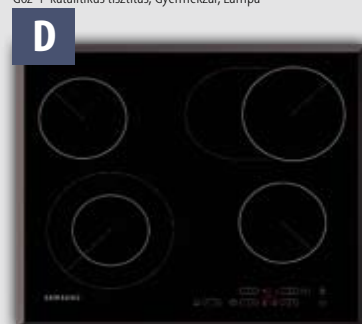 Gőz- + katalitikus tisztítás, Gyermekzár, Lámpa
D
SAMSUNG